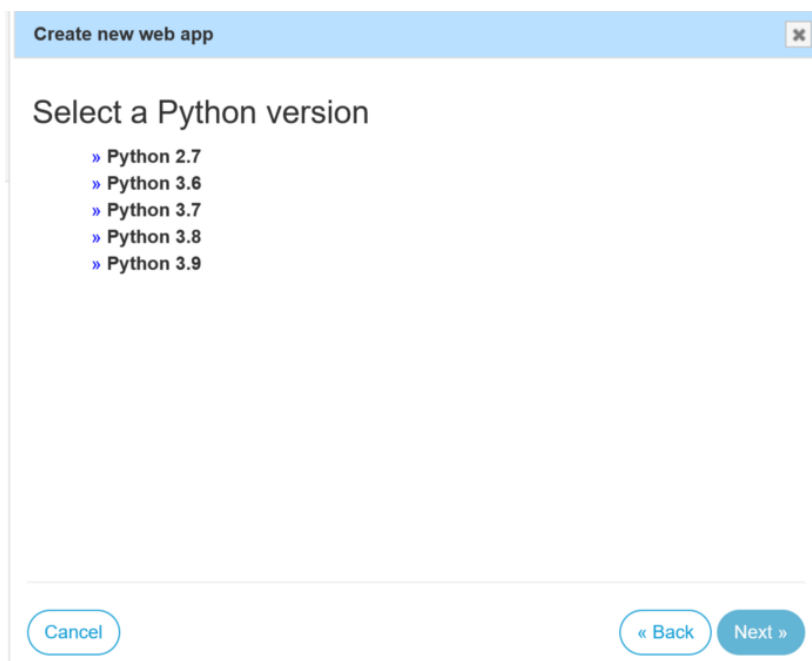 Create new web app
Select a Python version
» Python 2.7
» Python 3.6
» Python 3.7
» Python 3.8
» Python 3.9
Cancel
« Back
Next »